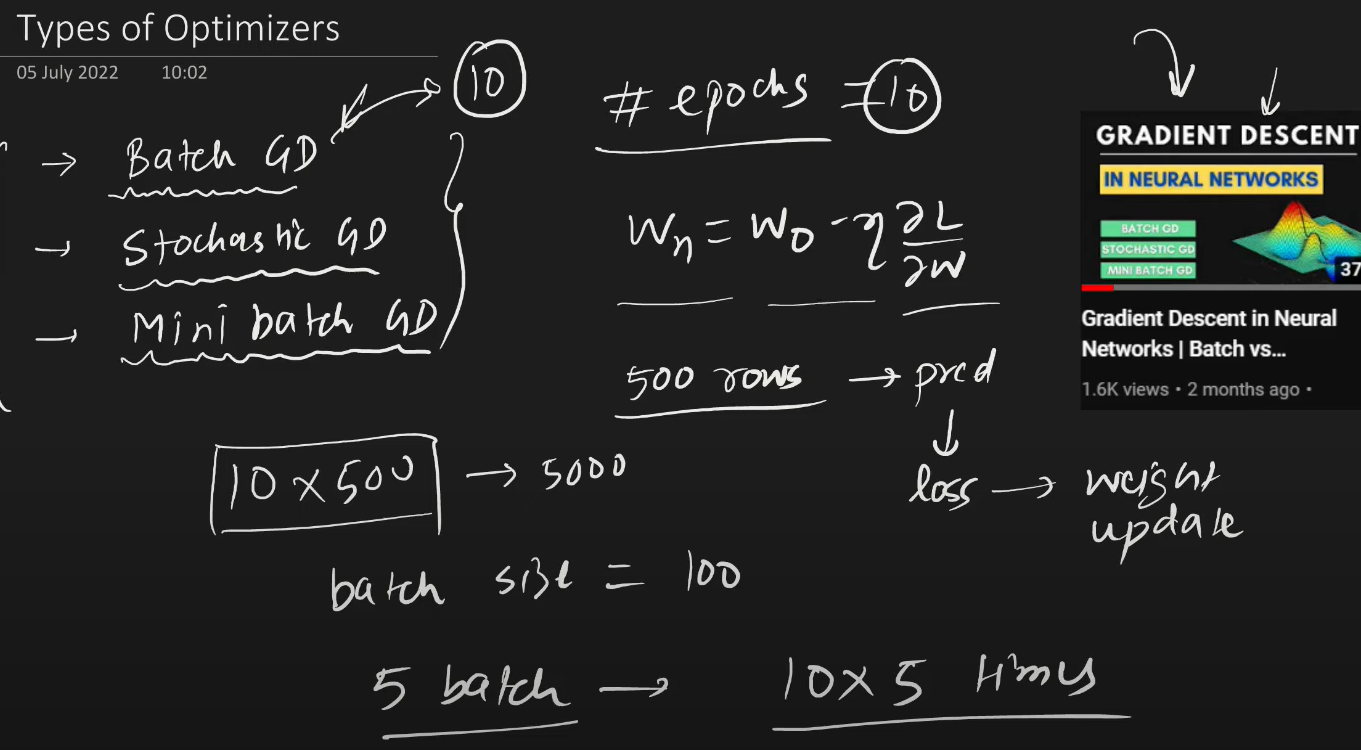 Types of Optimizers
05 July 2022 10:02
10
# epochs = 10
→ Batch GD
→ Stochastic GD
→ Mini batch GD
Wn = Wo - η ∂L/∂W
500 rows → pred
↓
loss → weight update
10 × 500 → 5000
batch size = 100
5 batch → 10 × 5 times
GRADIENT DESCENT
IN NEURAL NETWORKS
BATCH GD
STOCHASTIC GD
MINI BATCH GD
37
Gradient Descent in Neural
Networks | Batch vs...
1.6K views • 2 months ago •